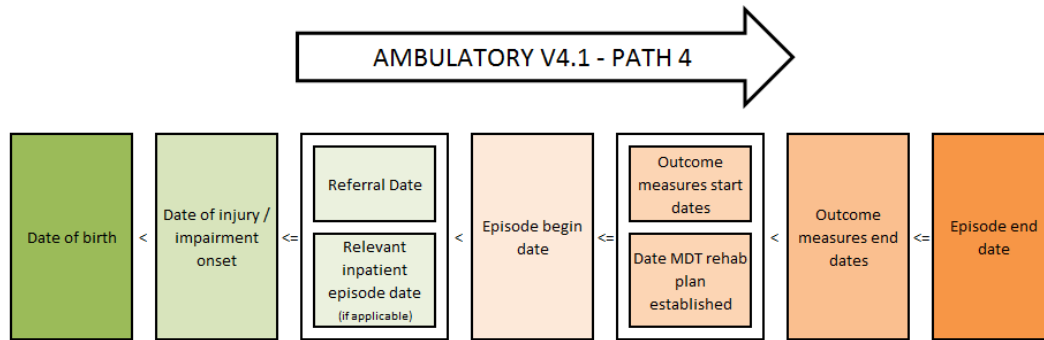 AMBULATORY V4.1 - PATH 4
Date of birth
<
Date of injury /
impairment
onset
<=
Referral Date
Relevant
inpatient
episode date
(if applicable)
<
Episode begin
date
<=
Outcome
measures start
dates
Date MDT rehab
plan
established
<
Outcome
measures end
dates
<=
Episode end
date